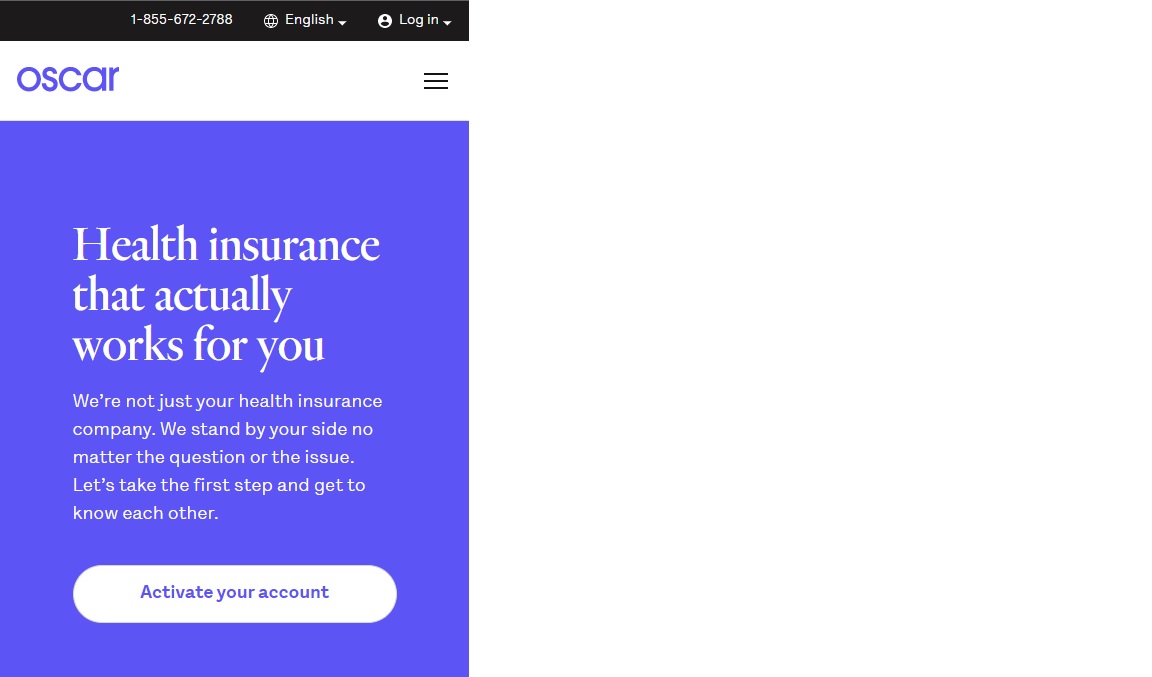 1-855-672-2788 English Log in
oscar
Health insurance
that actually
works for you
We’re not just your health insurance
company. We stand by your side no
matter the question or the issue.
Let’s take the first step and get to
know each other.
Activate your account